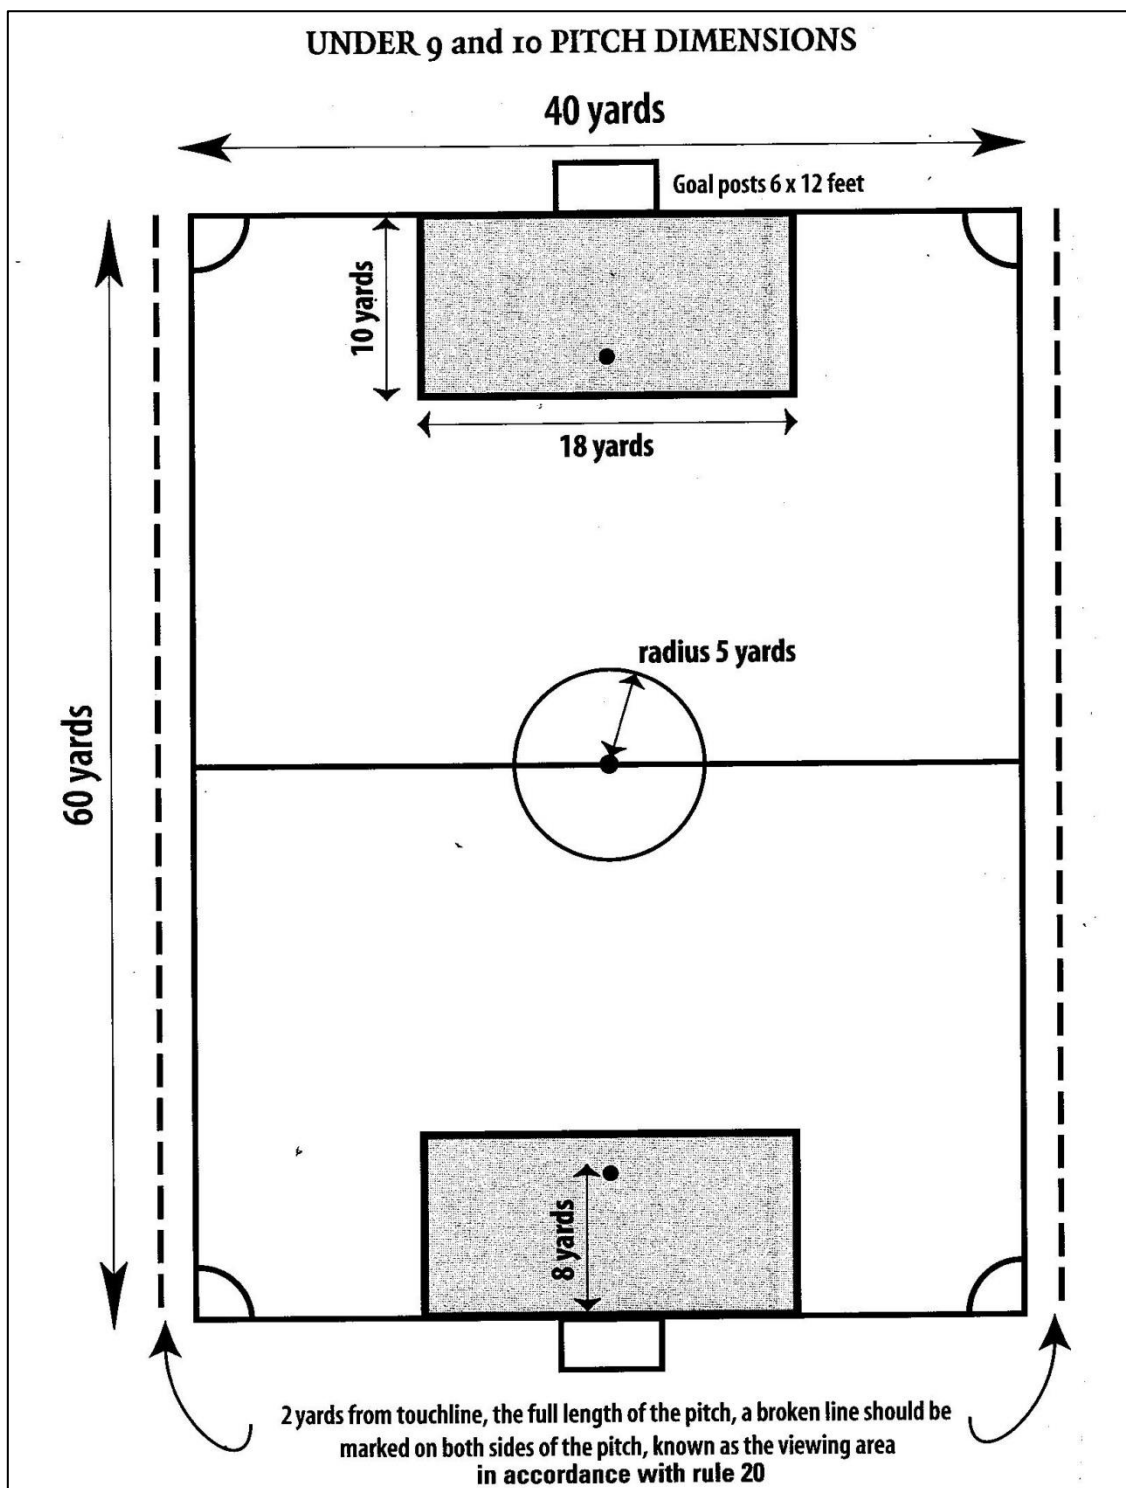 UNDER 9 and 10 PITCH DIMENSIONS
40 yards
Goal posts 6 x 12 feet
10 yards
18 yards
radius 5 yards
60 yards
8 yards
2 yards from touchline, the full length of the pitch, a broken line should be
marked on both sides of the pitch, known as the viewing area
in accordance with rule 20